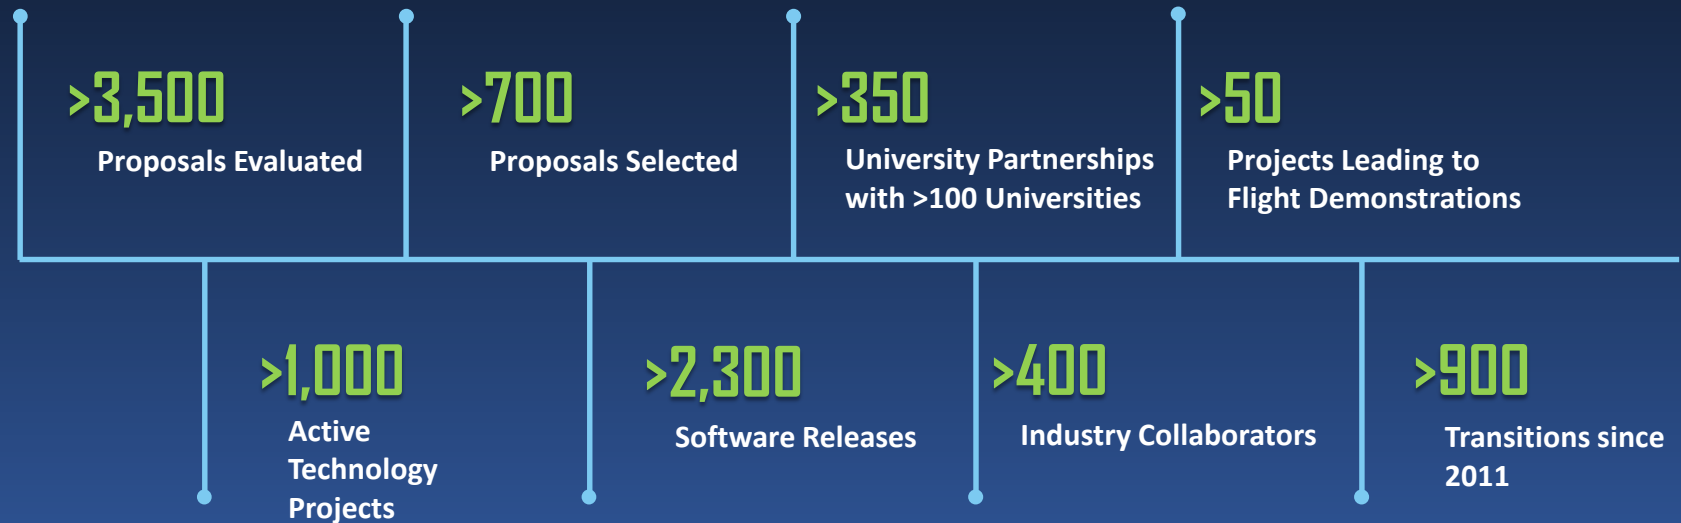 >3,500
Proposals Evaluated
>700
Proposals Selected
>350
University Partnerships
with >100 Universities
>50
Projects Leading to
Flight Demonstrations
>1,000
Active
Technology
Projects
>2,300
Software Releases
>400
Industry Collaborators
>900
Transitions since
2011